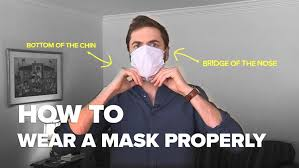 BOTTOM OF THE CHIN
BRIDGE OF THE NOSE
HOW TO
WEAR A MASK PROPERLY